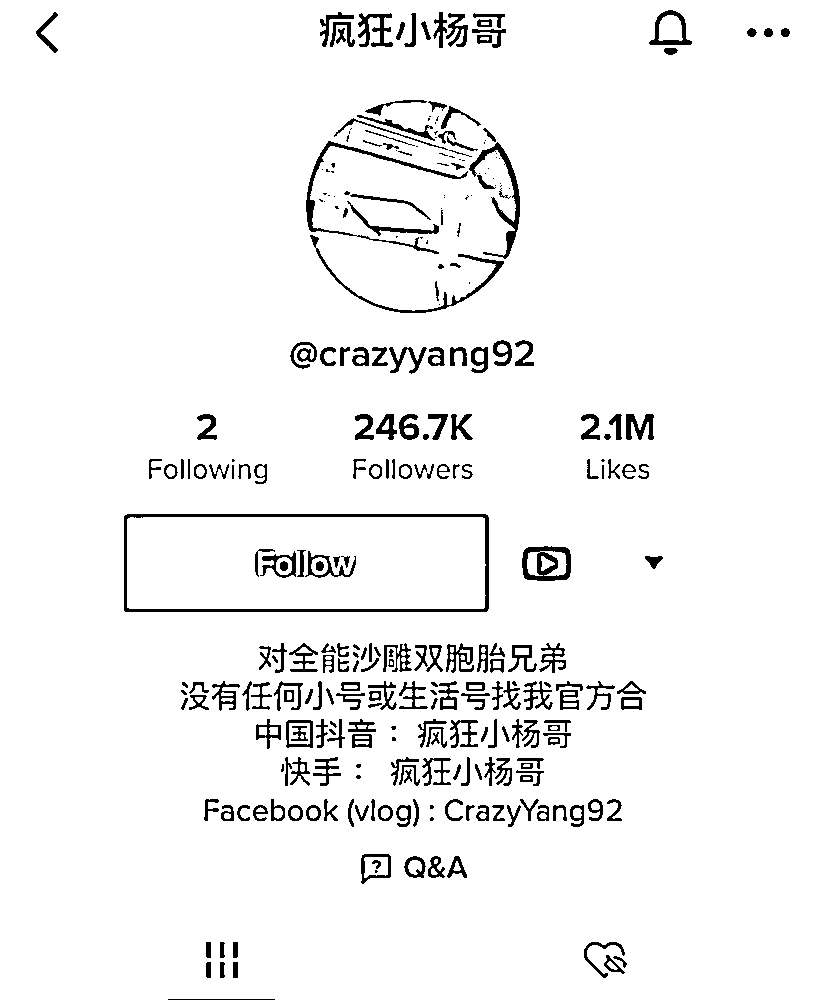 疯狂小杨哥
@crazyyang92
2 246.7K 2.1M
Following Followers Likes
Follow
对全能沙雕双胞胎兄弟
没有任何小号或生活号找我官方合
中国抖音： 疯狂小杨哥
快手： 疯狂小杨哥
Facebook (vlog) : CrazyYang92
Q&A